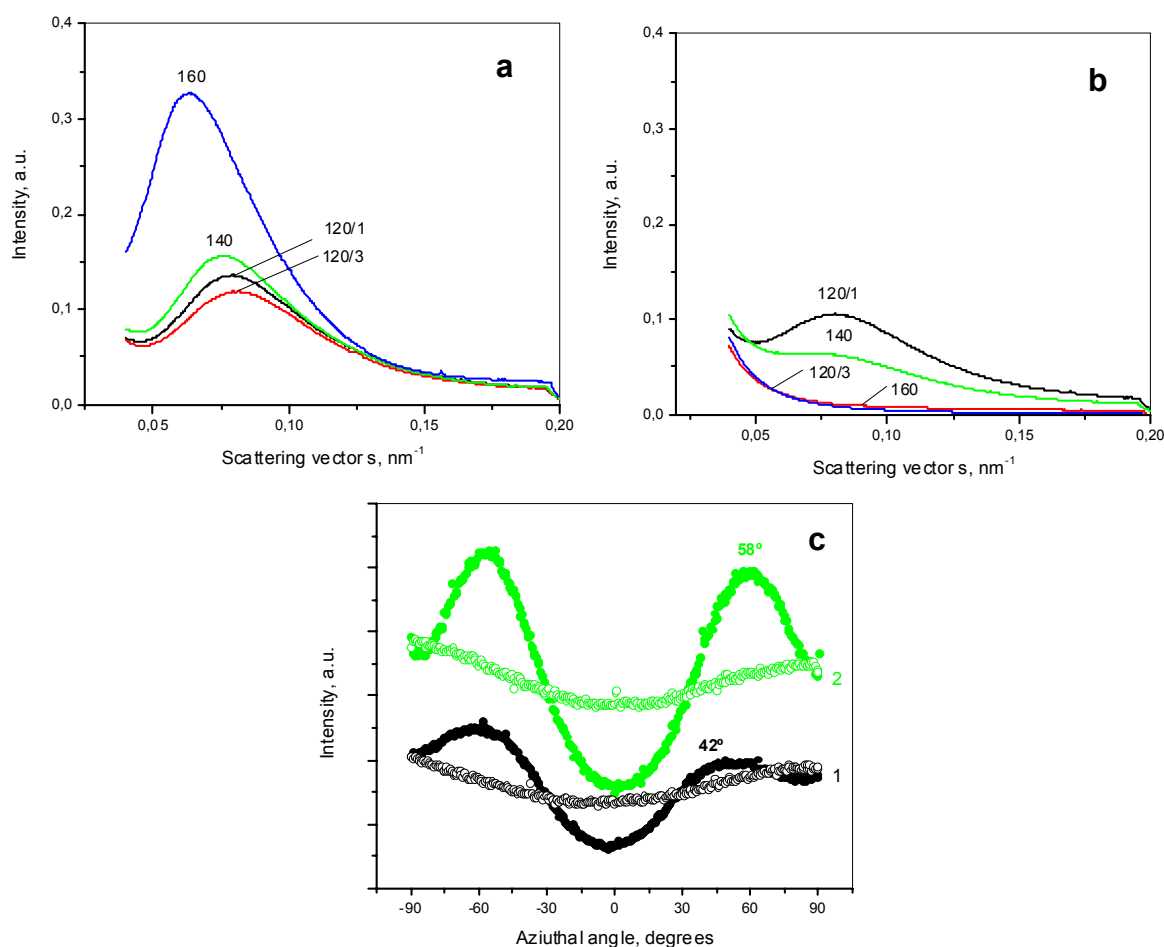 0,4
a
160
0,3
Intensity, a.u.
0,2
120/1
140
120/3
0,1
0,0
0,05 0,10 0,15 0,20
Scattering vector s, nm-1
0,4
b
0,3
Intensity, a.u.
0,2
120/1
0,1
140
120/3 160
0,0
0,05 0,10 0,15 0,20
Scattering vector s, nm-1
c
58º
Intensity, a.u.
2
42º
1
-90 -60 -30 0 30 60 90
Aziuthal angle, degrees